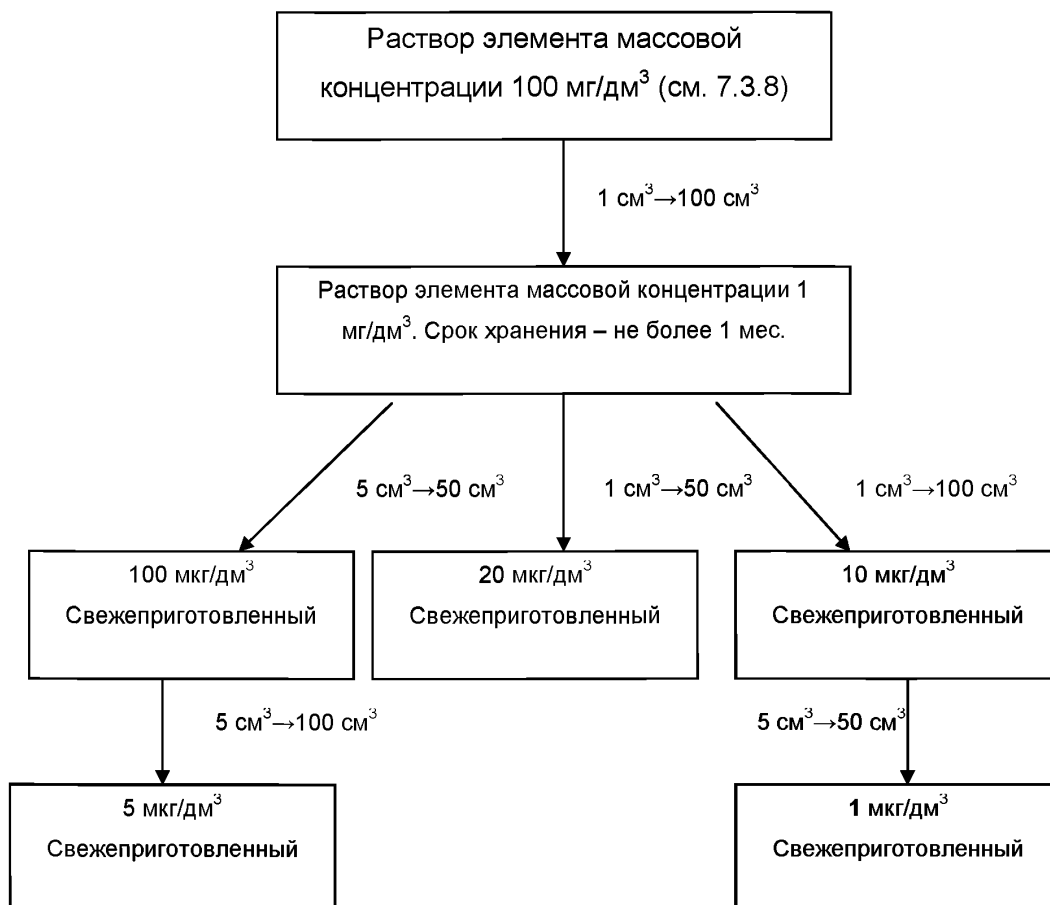 Раствор элемента массовой
концентрации 100 мг/дм³ (см. 7.3.8)
1 см³→100 см³
Раствор элемента массовой концентрации 1
мг/дм³. Срок хранения – не более 1 мес.
5 см³→50 см³
1 см³→50 см³
1 см³→100 см³
100 мкг/дм³
Свежеприготовленный
20 мкг/дм³
Свежеприготовленный
10 мкг/дм³
Свежеприготовленный
5 см³→100 см³
5 см³→50 см³
5 мкг/дм³
Свежеприготовленный
1 мкг/дм³
Свежеприготовленный